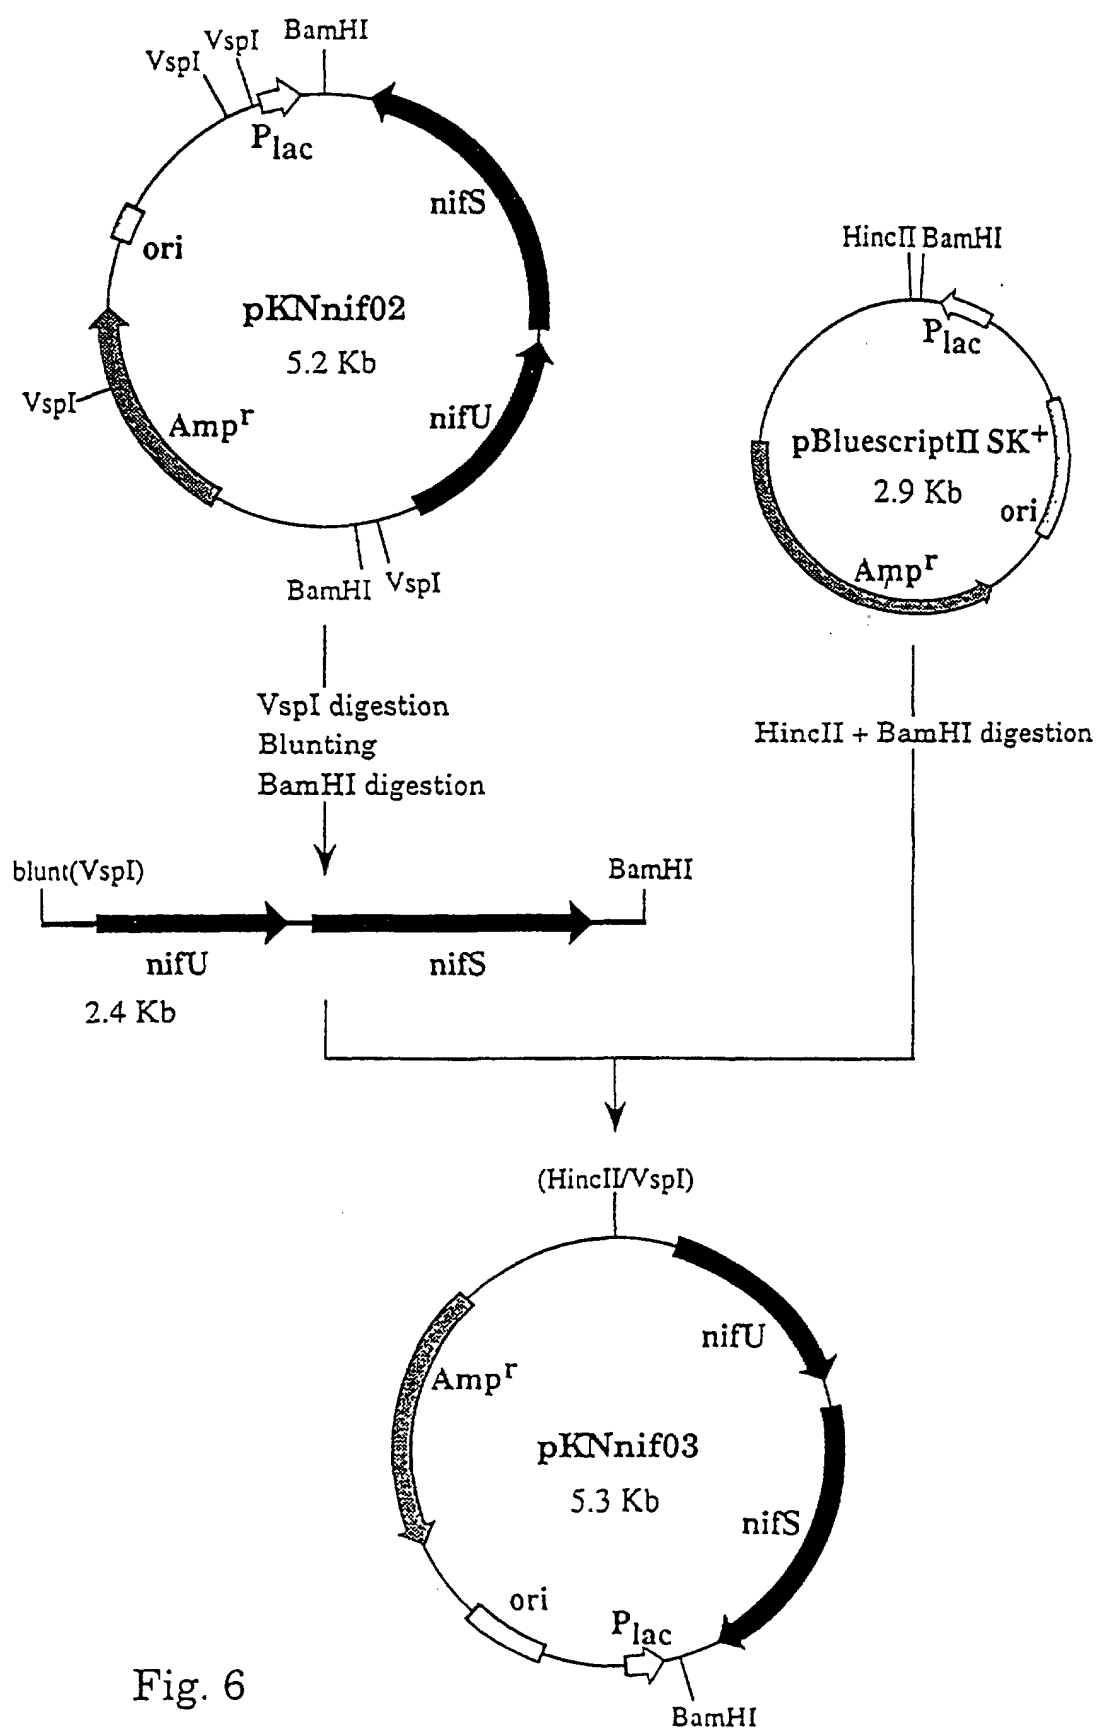 VspI
VspI
BamHI
Plac
nifS
ori
pKNnif02
5.2 Kb
nifU
VspI
Ampr
BamHI
VspI
HincII
BamHI
Plac
pBluescriptII SK+
2.9 Kb
ori
Ampr
VspI digestion
Blunting
BamHI digestion
HincII + BamHI digestion
blunt(VspI)
BamHI
nifU
nifS
2.4 Kb
(HincII/VspI)
nifU
Ampr
pKNnif03
5.3 Kb
nifS
ori
Plac
BamHI
Fig. 6